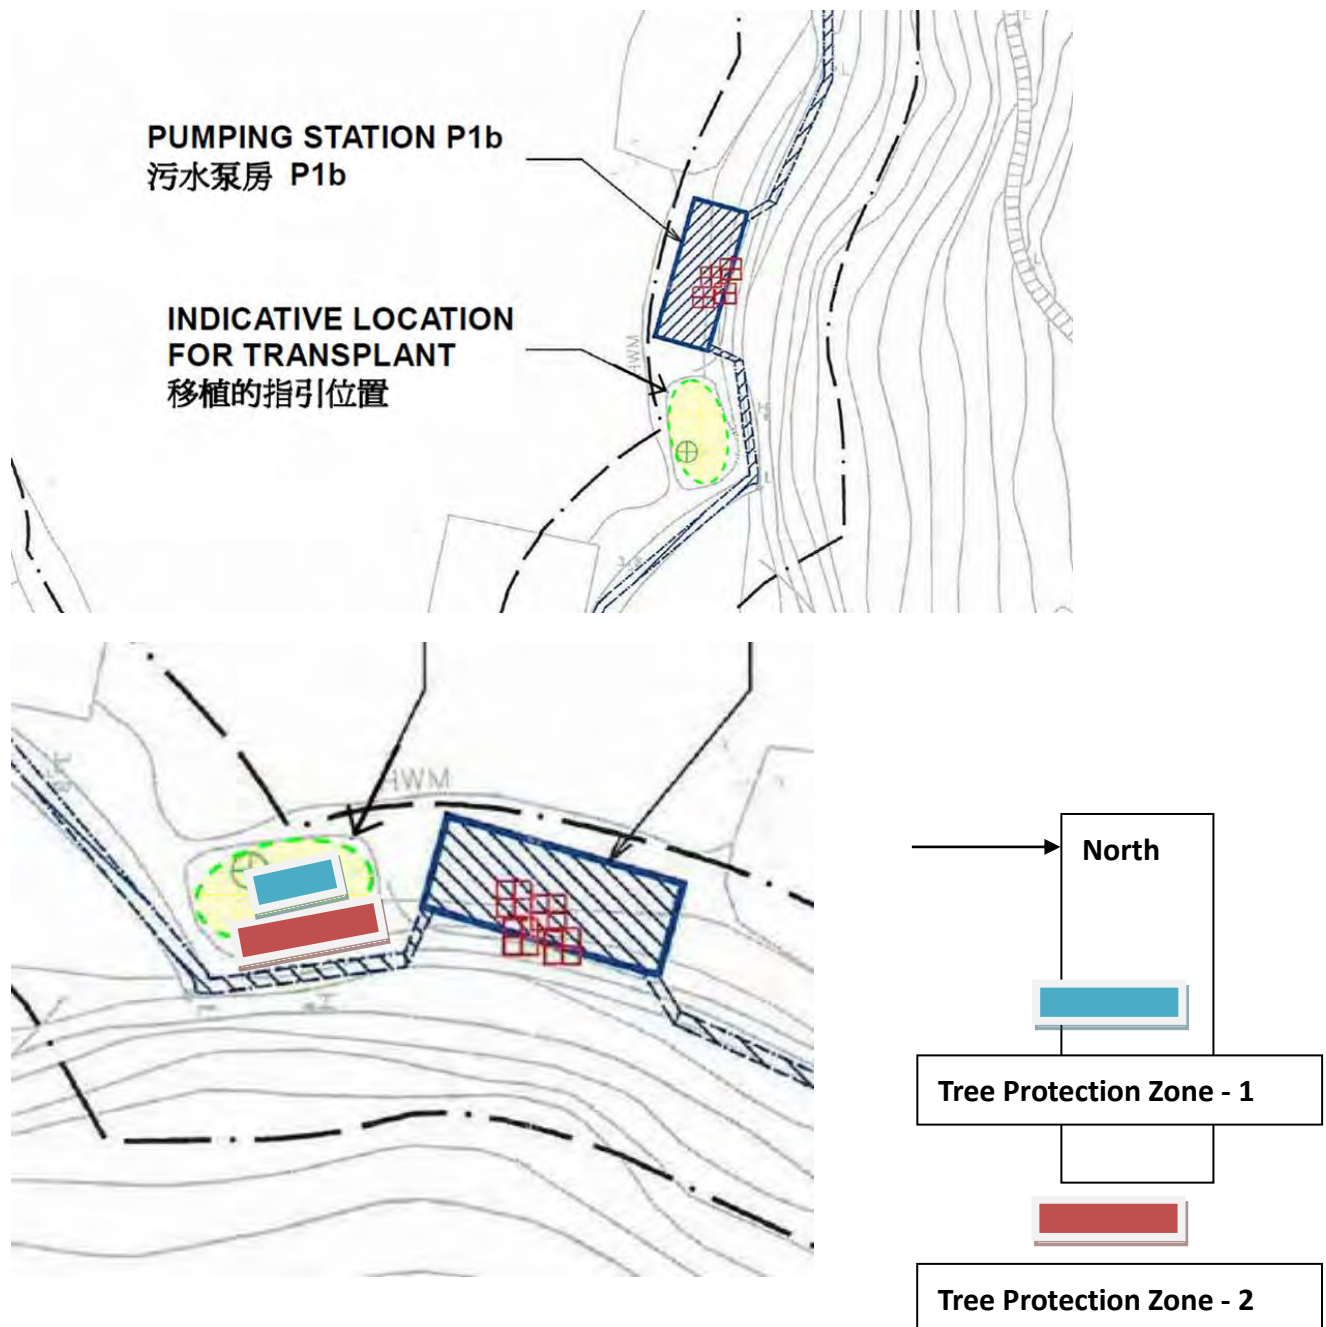 PUMPING STATION P1b
污水泵房 P1b
INDICATIVE LOCATION
FOR TRANSPLANT
移植的指引位置
HWM
HWM
North
Tree Protection Zone - 1
Tree Protection Zone - 2